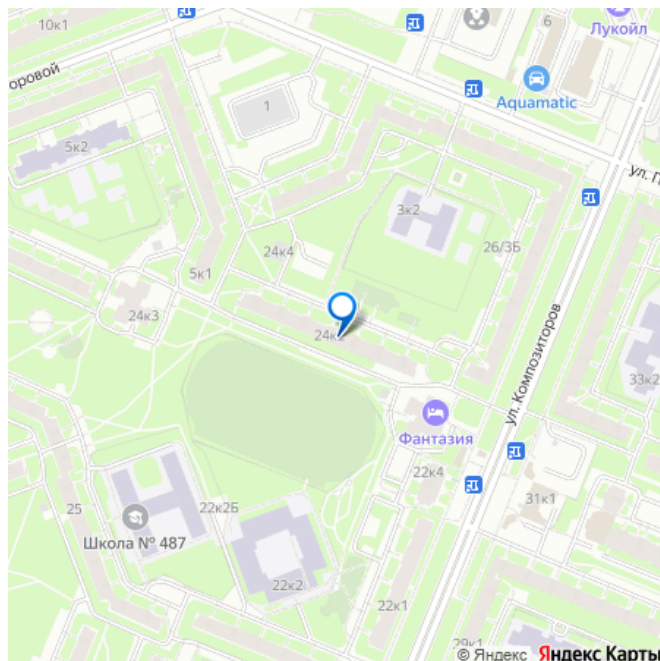 10к1
6
Лукойл
Aquamatic
оровой
1
5к2
ул. П
3к2
24к4
26/3Б
5к1
24к3
24к2
ул. Композиторов
33к2
Фантазия
22к4
31к1
25
22к2Б
Школа № 487
22к2
22к1
29к1
© Яндекс Яндекс Карты